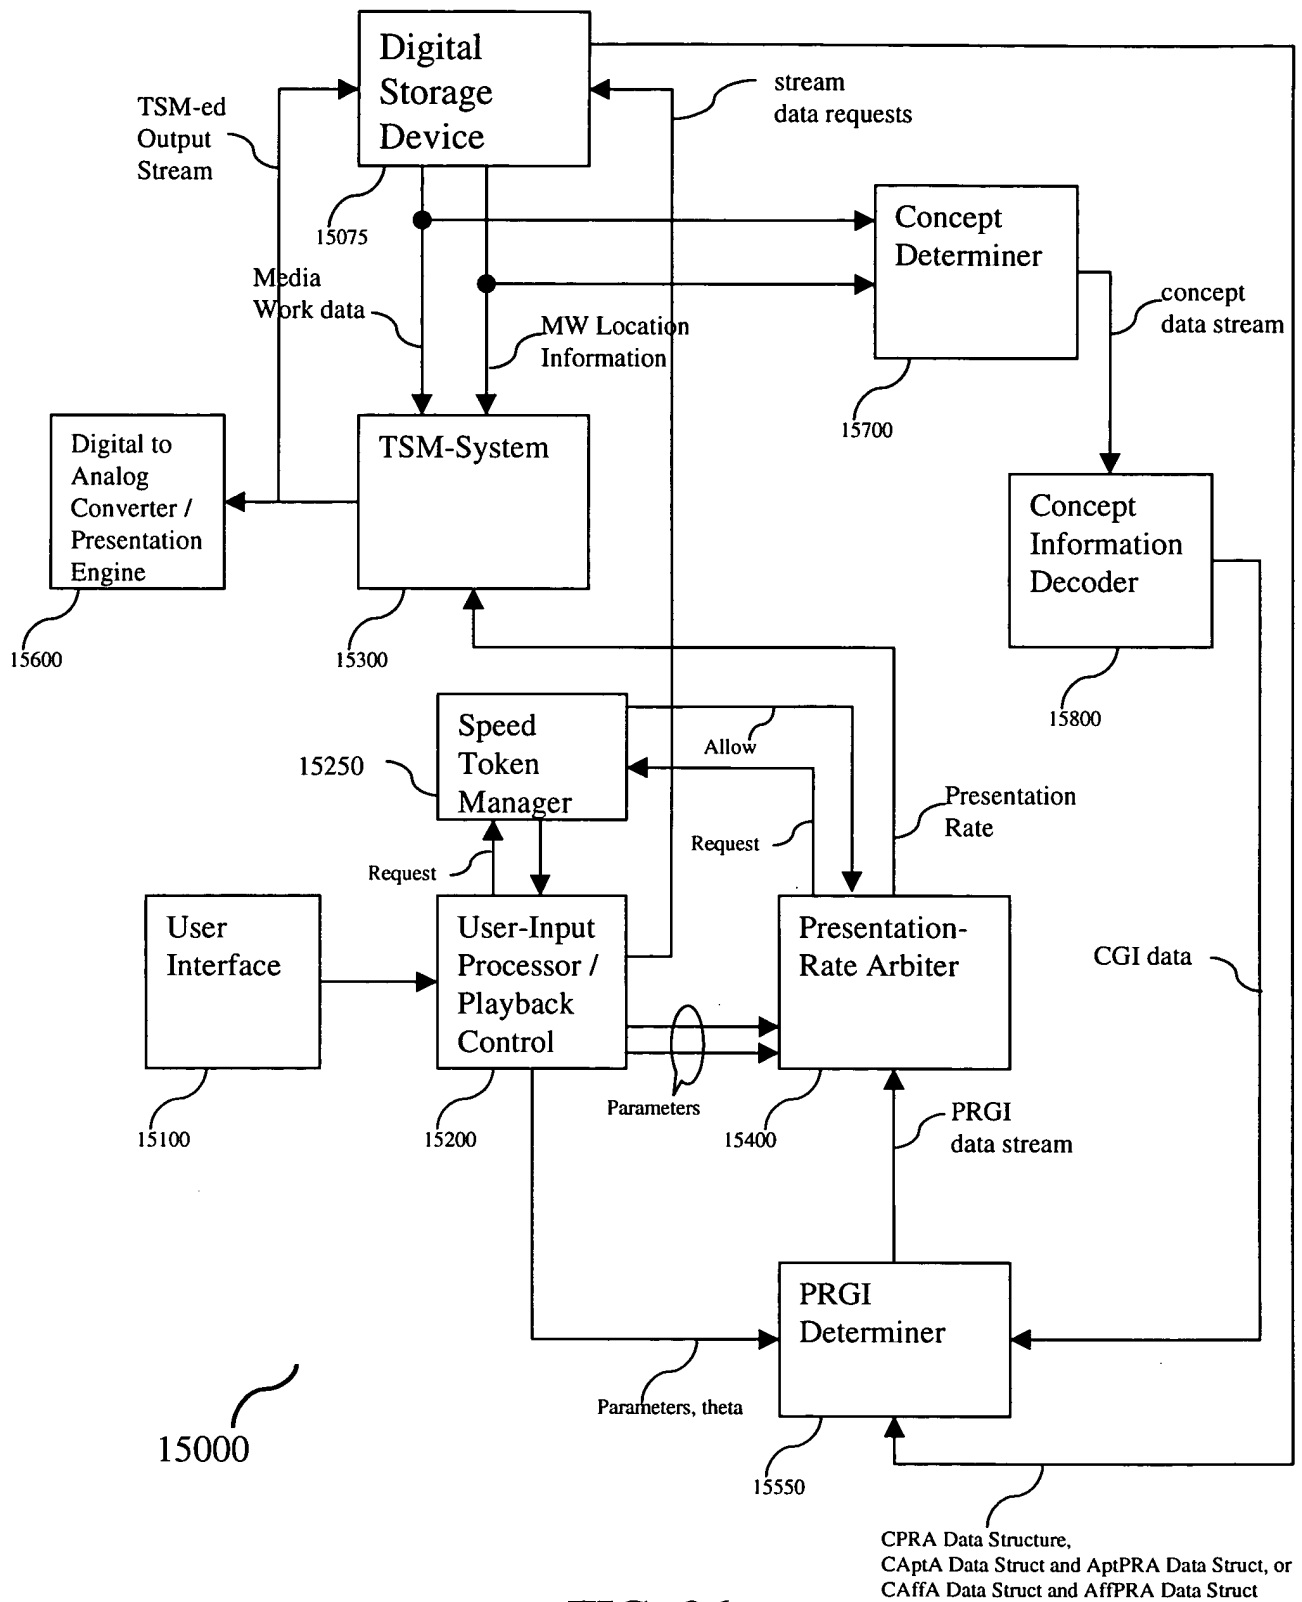 Digital
Storage
Device
stream
data requests
TSM-ed
Output
Stream
15075
Concept
Determiner
Media
Work data
MW Location
Information
concept
data stream
15700
Digital to
Analog
Converter /
Presentation
Engine
TSM-System
Concept
Information
Decoder
15600
15300
15800
Speed
Token
Manager
15250
Allow
Presentation
Rate
Request
Request
User
Interface
User-Input
Processor /
Playback
Control
Presentation-
Rate Arbiter
CGI data
Parameters
15100
15200
15400
PRGI
data stream
PRGI
Determiner
Parameters, theta
15000
15550
CPRA Data Structure,
CAptA Data Struct and AptPRA Data Struct, or
CAffA Data Struct and AffPRA Data Struct